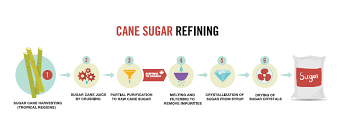 CANE SUGAR REFINING
1
2
3
4
5
6
Sugar
SUGAR CANE HARVESTING
(TROPICAL REGIONS)
SUGAR CANE JUICE
BY CRUSHING
PARTIAL PURIFICATION
TO RAW CANE SUGAR
MELTING AND
FILTERING TO
REMOVE IMPURITIES
CRYSTALLIZATION OF
SUGAR FROM SYRUP
DRYING OF
SUGAR CRYSTALS